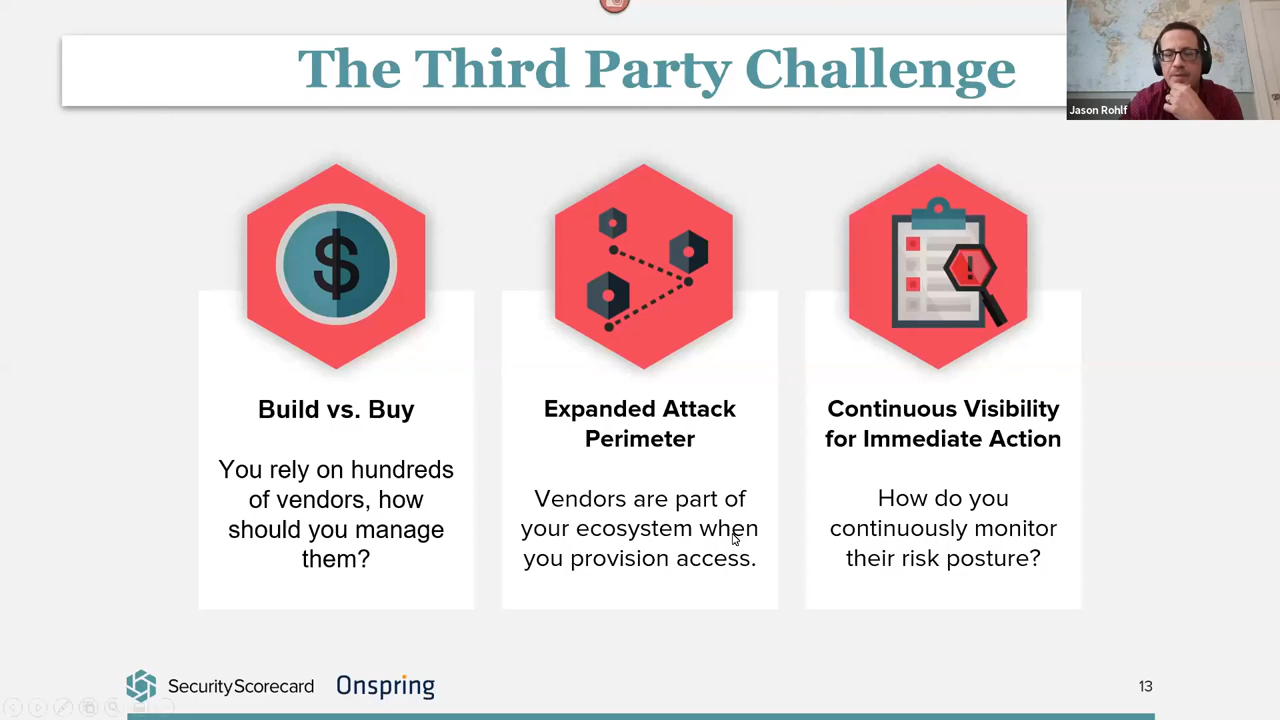 The Third Party Challenge
Jason Rohlf
$
Build vs. Buy
You rely on hundreds
of vendors, how
should you manage
them?
Expanded Attack
Perimeter
Vendors are part of
your ecosystem when
you provision access.
!
Continuous Visibility
for Immediate Action
How do you
continuously monitor
their risk posture?
SecurityScorecard
Onspring
13